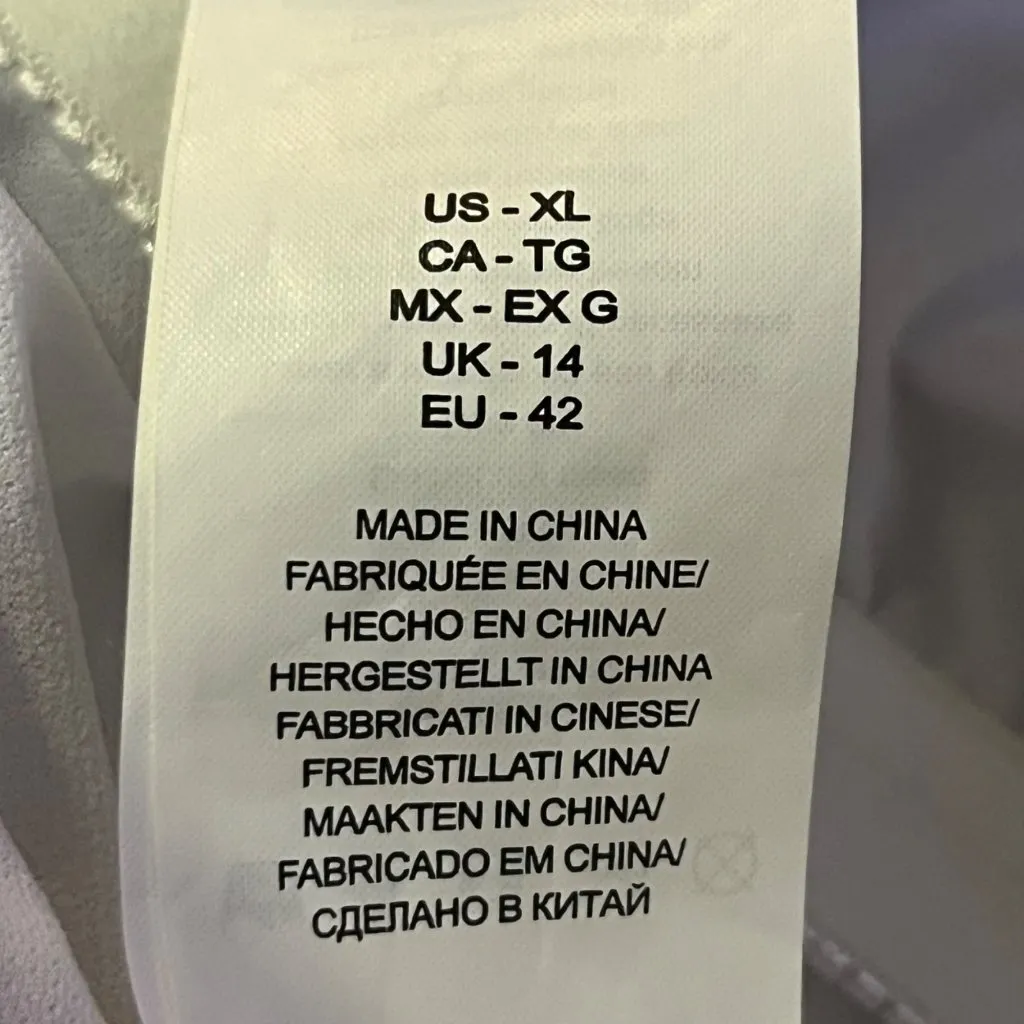 US - XL
CA - TG
MX - EX G
UK - 14
EU - 42
MADE IN CHINA
FABRIQUÉE EN CHINE/
HECHO EN CHINA/
HERGESTELLT IN CHINA
FABBRICATI IN CINESE/
FREMSTILLATI KINA/
MAAKTEN IN CHINA/
FABRICADO EM CHINA/
СДЕЛАНО В КИТАЙ